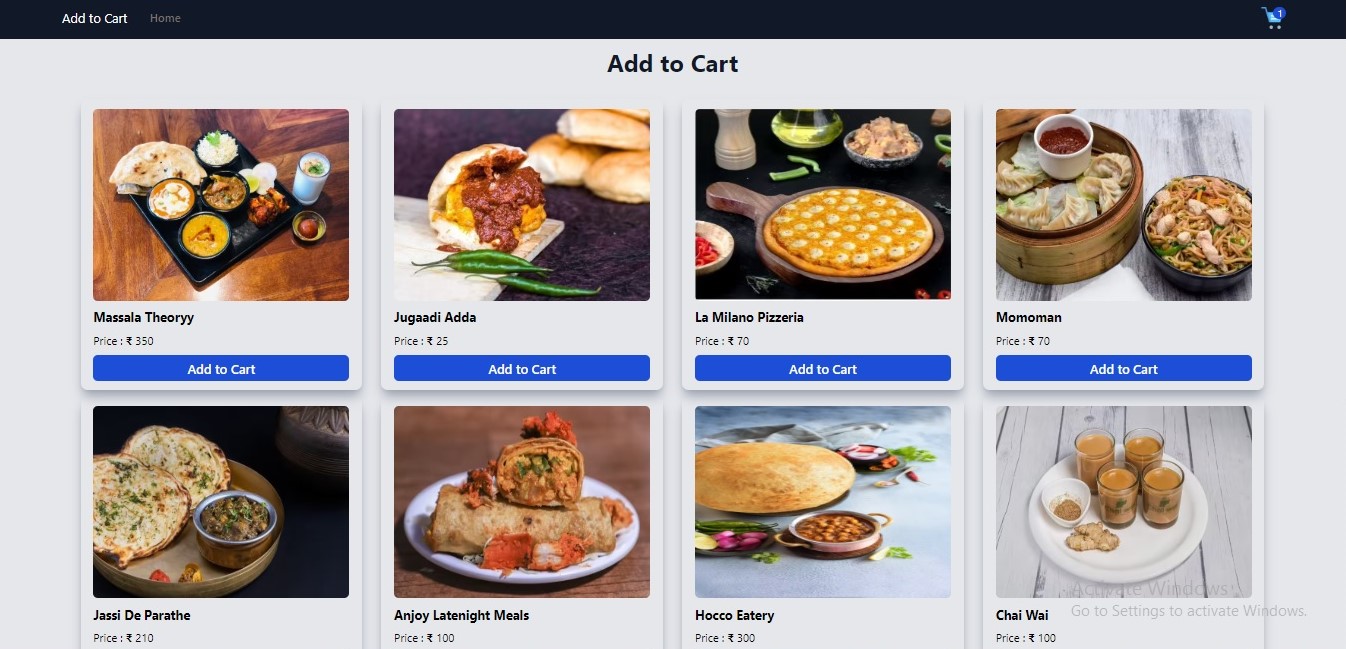 Add to Cart Home 1
Add to Cart
Massala Theoryy Jugaadi Adda La Milano Pizzeria Momoman
Price : ₹ 350 Price : ₹ 25 Price : ₹ 70 Price : ₹ 70
Add to Cart Add to Cart Add to Cart Add to Cart
Jassi De Parathe Anjoy Latenight Meals Hocco Eatery Chai Wai
Price : ₹ 210 Price : ₹ 100 Price : ₹ 300 Price : ₹ 100
Activate Windows
Go to Settings to activate Windows.